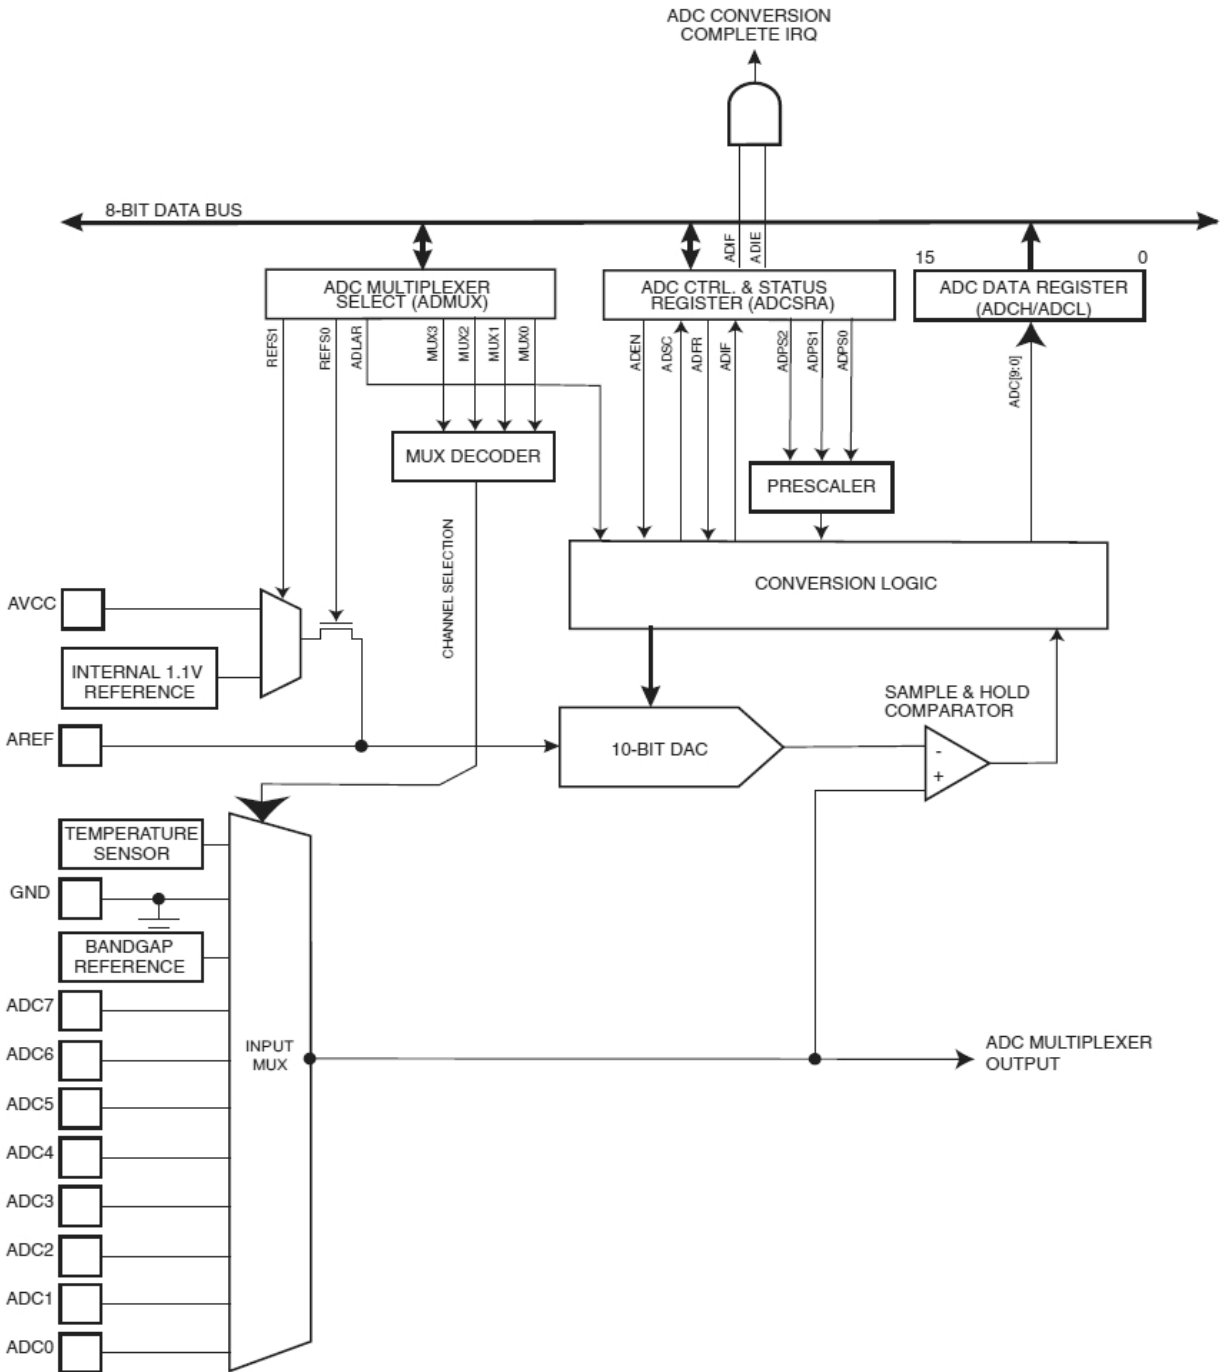 ADC CONVERSION
COMPLETE IRQ
8-BIT DATA BUS
ADIF
ADIE
15
0
ADC MULTIPLEXER
SELECT (ADMUX)
ADC CTRL. & STATUS
REGISTER (ADCSRA)
ADC DATA REGISTER
(ADCH/ADCL)
REFS1
REFS0
ADLAR
MUX3
MUX2
MUX1
MUX0
ADEN
ADSC
ADFR
ADIF
ADPS2
ADPS1
ADPS0
ADC[9:0]
MUX DECODER
PRESCALER
CHANNEL SELECTION
CONVERSION LOGIC
AVCC
INTERNAL 1.1V
REFERENCE
SAMPLE & HOLD
COMPARATOR
AREF
10-BIT DAC
-
+
TEMPERATURE
SENSOR
GND
BANDGAP
REFERENCE
ADC7
ADC6
INPUT
MUX
ADC MULTIPLEXER
OUTPUT
ADC5
ADC4
ADC3
ADC2
ADC1
ADC0